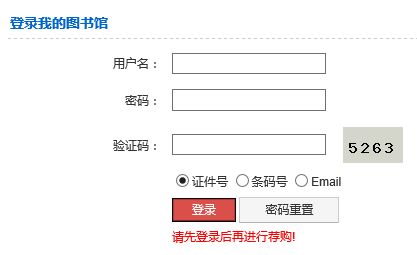 登录我的图书馆
用户名：
密码：
验证码： 5263
证件号 条码号 Email
登录 密码重置
请先登录后再进行荐购!